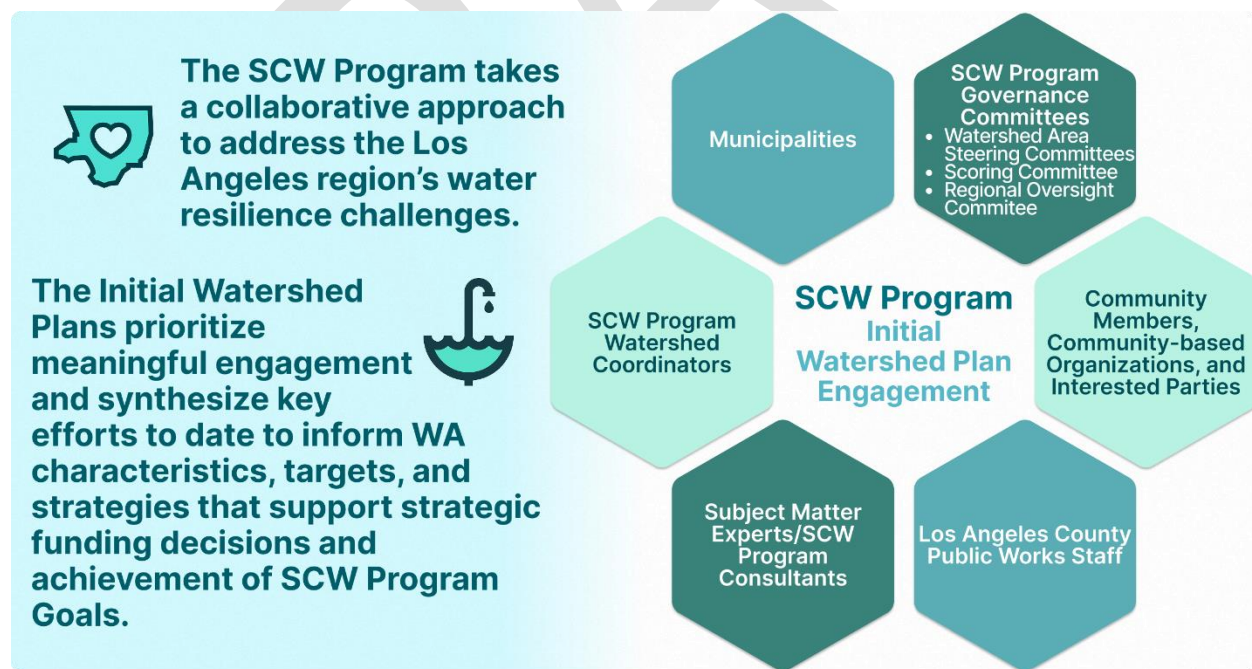 The SCW Program takes
a collaborative approach
to address the Los
Angeles region's water
resilience challenges.
The Initial Watershed
Plans prioritize
meaningful engagement
and synthesize key
efforts to date to inform WA
characteristics, targets, and
strategies that support strategic
funding decisions and
achievement of SCW Program
Goals.
Municipalities
SCW Program
Governance
Committees
• Watershed Area
Steering Committees
• Scoring Committee
• Regional Oversight
Commitee
SCW Program
Watershed
Coordinators
SCW Program
Initial
Watershed Plan
Engagement
Community
Members,
Community-based
Organizations, and
Interested Parties
Subject Matter
Experts/SCW
Program
Consultants
Los Angeles County
Public Works Staff